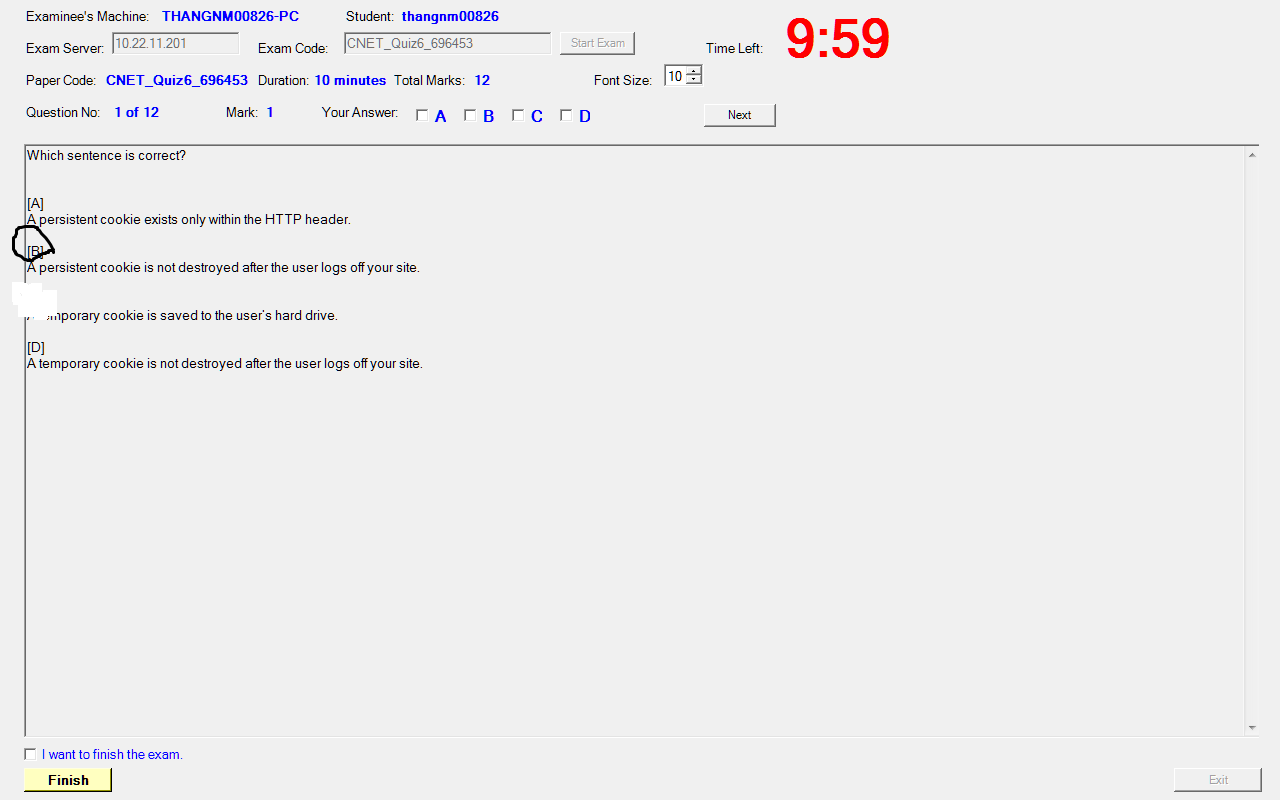 Examinee's Machine: THANGNM00826-PC Student: thangnm00826
Exam Server: 10.22.11.201 Exam Code: CNET_Quiz6_696453 Start Exam Time Left: 9:59
Paper Code: CNET_Quiz6_696453 Duration: 10 minutes Total Marks: 12 Font Size: 10
Question No: 1 of 12 Mark: 1 Your Answer: A B C D Next
Which sentence is correct?
[A]
A persistent cookie exists only within the HTTP header.
[B]
A persistent cookie is not destroyed after the user logs off your site.
cookie is saved to the user's hard drive.
[D]
A temporary cookie is not destroyed after the user logs off your site.
I want to finish the exam.
Finish Exit